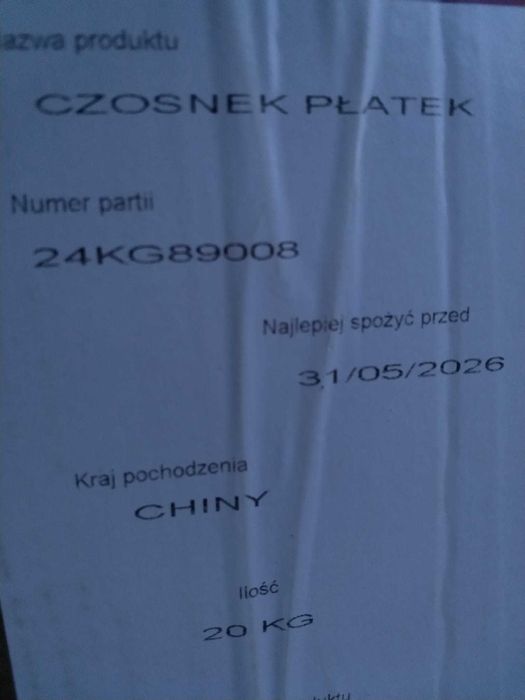 azwa produktu
CZOSNEK PŁATEK
Numer partii
24KG89008
Najlepiej spożyć przed
31/05/2026
Kraj pochodzenia
CHINY
Ilość
20 KG